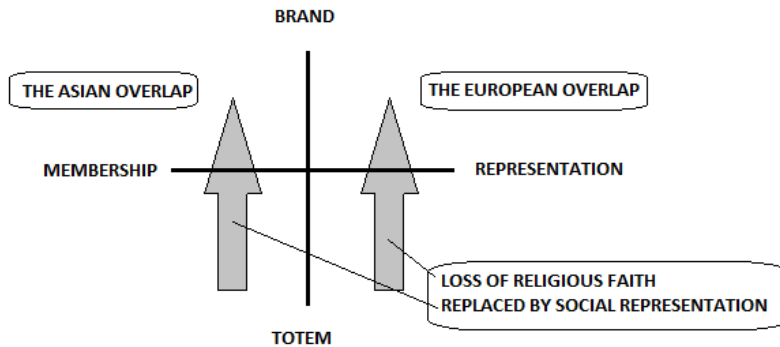 BRAND
THE ASIAN OVERLAP
THE EUROPEAN OVERLAP
MEMBERSHIP
REPRESENTATION
LOSS OF RELIGIOUS FAITH
REPLACED BY SOCIAL REPRESENTATION
TOTEM